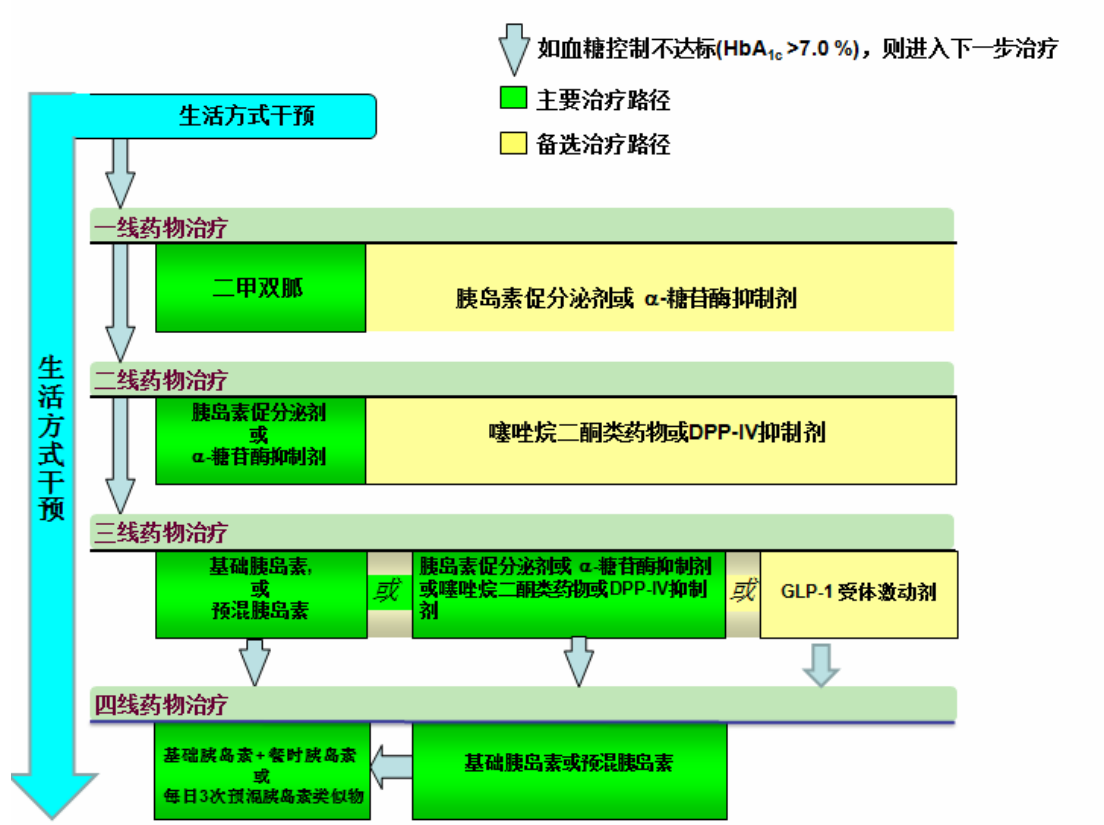 如血糖控制不达标(HbA1c >7.0 %)，则进入下一步治疗
主要治疗路径
备选治疗路径
生活方式干预
一线药物治疗
二甲双胍
胰岛素促分泌剂或 α-糖苷酶抑制剂
二线药物治疗
胰岛素促分泌剂
或
α-糖苷酶抑制剂
噻唑烷二酮类药物或DPP-IV抑制剂
生活方式干预
三线药物治疗
基础胰岛素,
或
预混胰岛素
或
胰岛素促分泌剂或 α-糖苷酶抑制剂
或噻唑烷二酮类药物或DPP-IV抑制
剂
或
GLP-1 受体激动剂
四线药物治疗
基础胰岛素+餐时胰岛素
或
每日3次预混胰岛素类似物
基础胰岛素或预混胰岛素